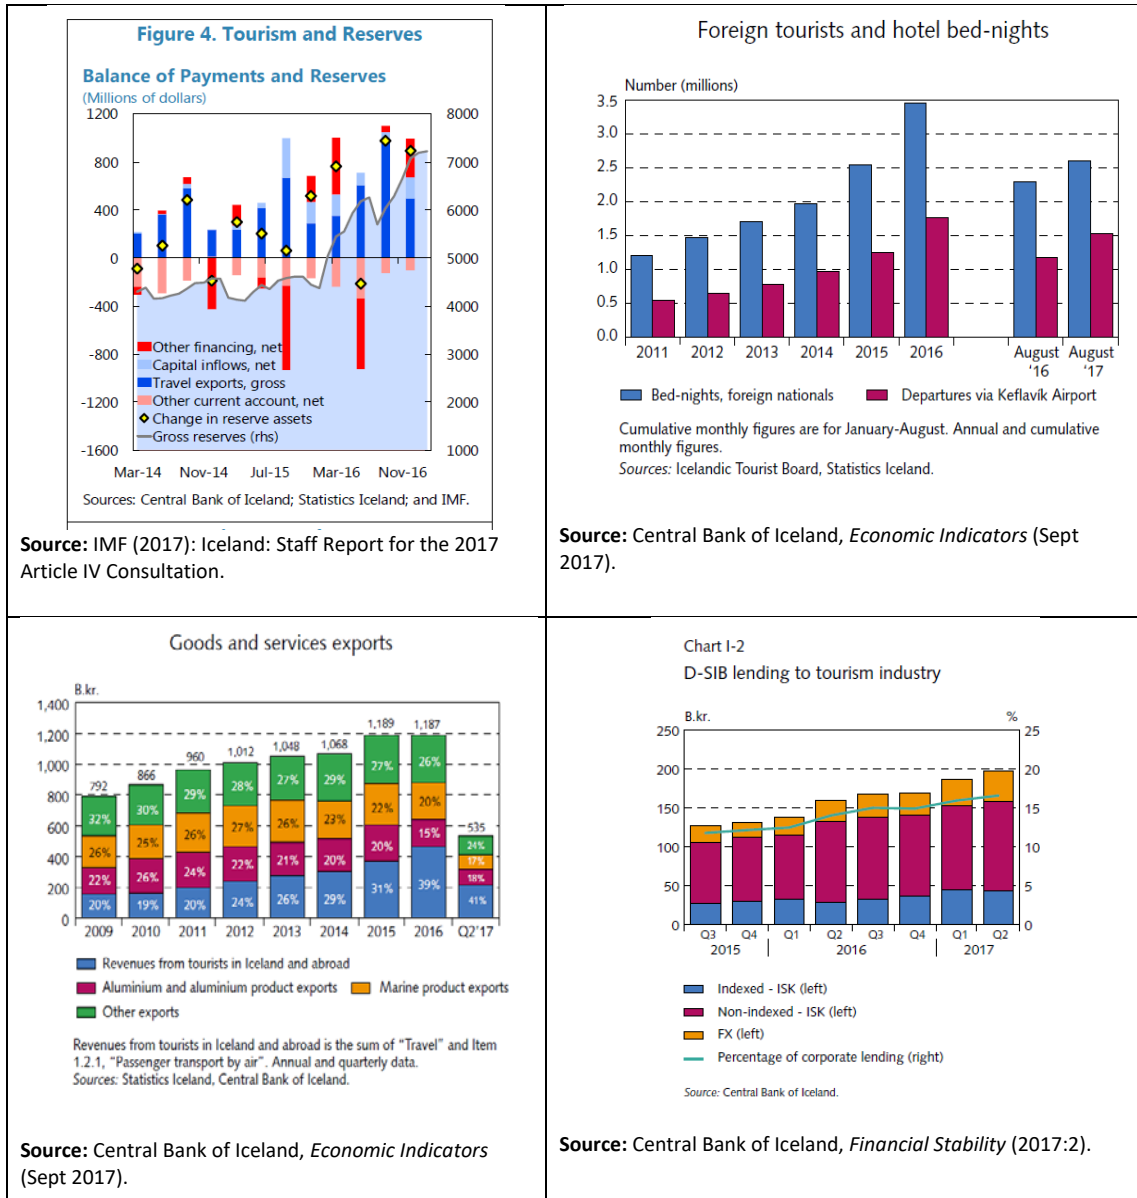 Figure 4. Tourism and Reserves
Balance of Payments and Reserves
(Millions of dollars)
1200
800
400
0
-400
-800
-1200
-1600
8000
7000
6000
5000
4000
3000
2000
1000
Other financing, net
Capital inflows, net
Travel exports, gross
Other current account, net
Change in reserve assets
Gross reserves (rhs)
Mar-14 Nov-14 Jul-15 Mar-16 Nov-16
Sources: Central Bank of Iceland; Statistics Iceland; and IMF.
Source: IMF (2017): Iceland: Staff Report for the 2017
Article IV Consultation.
Foreign tourists and hotel bed-nights
Number (millions)
3.5
3.0
2.5
2.0
1.5
1.0
0.5
0.0
2011 2012 2013 2014 2015 2016 August August
'16 '17
Bed-nights, foreign nationals Departures via Keflavík Airport
Cumulative monthly figures are for January-August. Annual and cumulative
monthly figures.
Sources: Icelandic Tourist Board, Statistics Iceland.
Source: Central Bank of Iceland, Economic Indicators (Sept
2017).
Goods and services exports
B.kr.
1,400
1,200
1,000
800
600
400
200
0
792 866 960 1,012 1,048 1,068 1,189 1,187 535
32% 30% 29% 28% 27% 29% 27% 26% 24%
26% 25% 26% 27% 26% 23% 22% 20% 17%
22% 26% 24% 22% 21% 20% 20% 15% 18%
20% 19% 20% 24% 26% 29% 31% 39% 41%
2009 2010 2011 2012 2013 2014 2015 2016 Q2'17
Revenues from tourists in Iceland and abroad
Aluminium and aluminium product exports Marine product exports
Other exports
Revenues from tourists in Iceland and abroad is the sum of "Travel" and Item
1.2.1, "Passenger transport by air". Annual and quarterly data.
Sources: Statistics Iceland, Central Bank of Iceland.
Source: Central Bank of Iceland, Economic Indicators
(Sept 2017).
Chart I-2
D-SIB lending to tourism industry
B.kr. %
250 25
200 20
150 15
100 10
50 5
0 0
Q3 Q4 Q1 Q2 Q3 Q4 Q1 Q2
2015 2016 2017
Indexed - ISK (left)
Non-indexed - ISK (left)
FX (left)
Percentage of corporate lending (right)
Source: Central Bank of Iceland.
Source: Central Bank of Iceland, Financial Stability (2017:2).